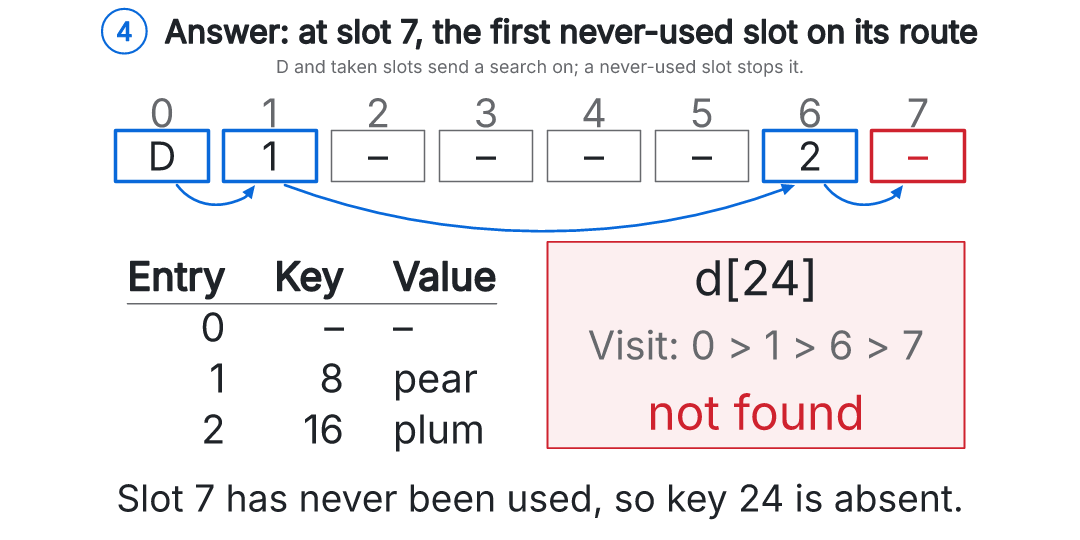 4 Answer: at slot 7, the first never-used slot on its route
D and taken slots send a search on; a never-used slot stops it.
0 1 2 3 4 5 6 7
D 1 – – – – 2 –
Entry Key Value
0 – –
1 8 pear
2 16 plum
d[24]
Visit: 0 > 1 > 6 > 7
not found
Slot 7 has never been used, so key 24 is absent.